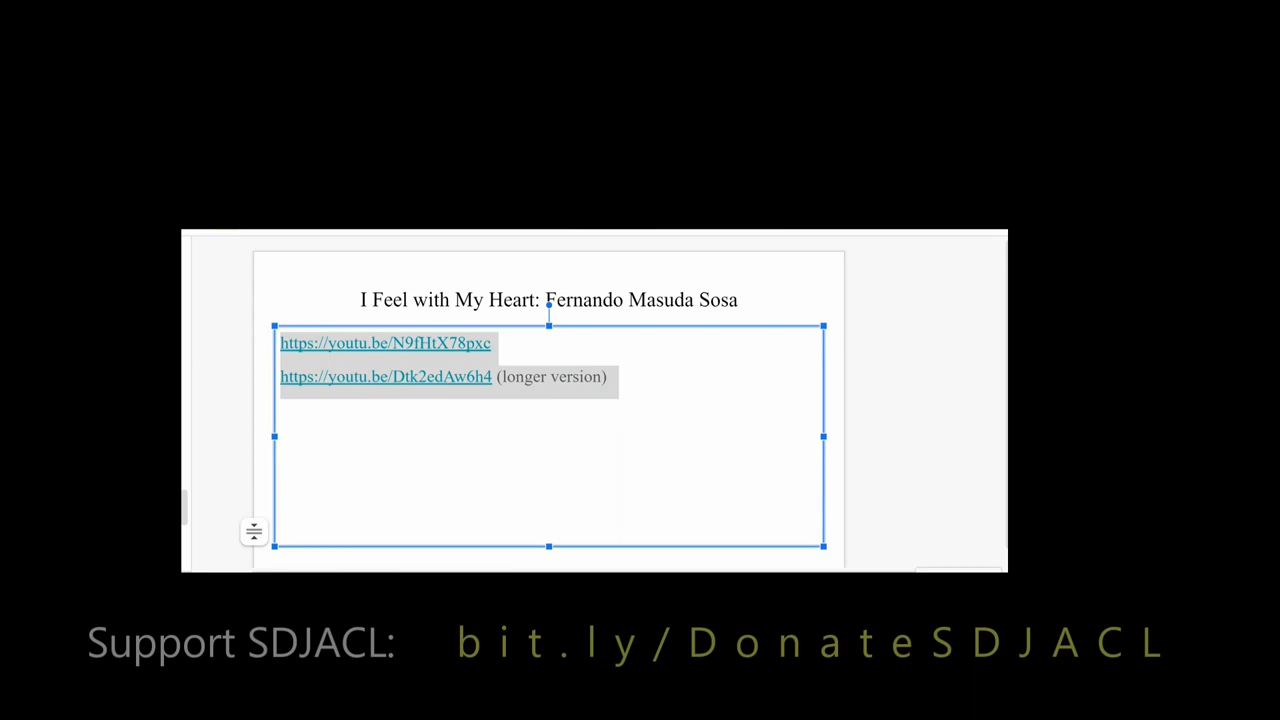 I Feel with My Heart: Fernando Masuda Sosa
https://youtu.be/N9fHtX78pxc
https://youtu.be/Dtk2edAw6h4 (longer version)
Support SDJACL: bit.ly/DonateSDJACL